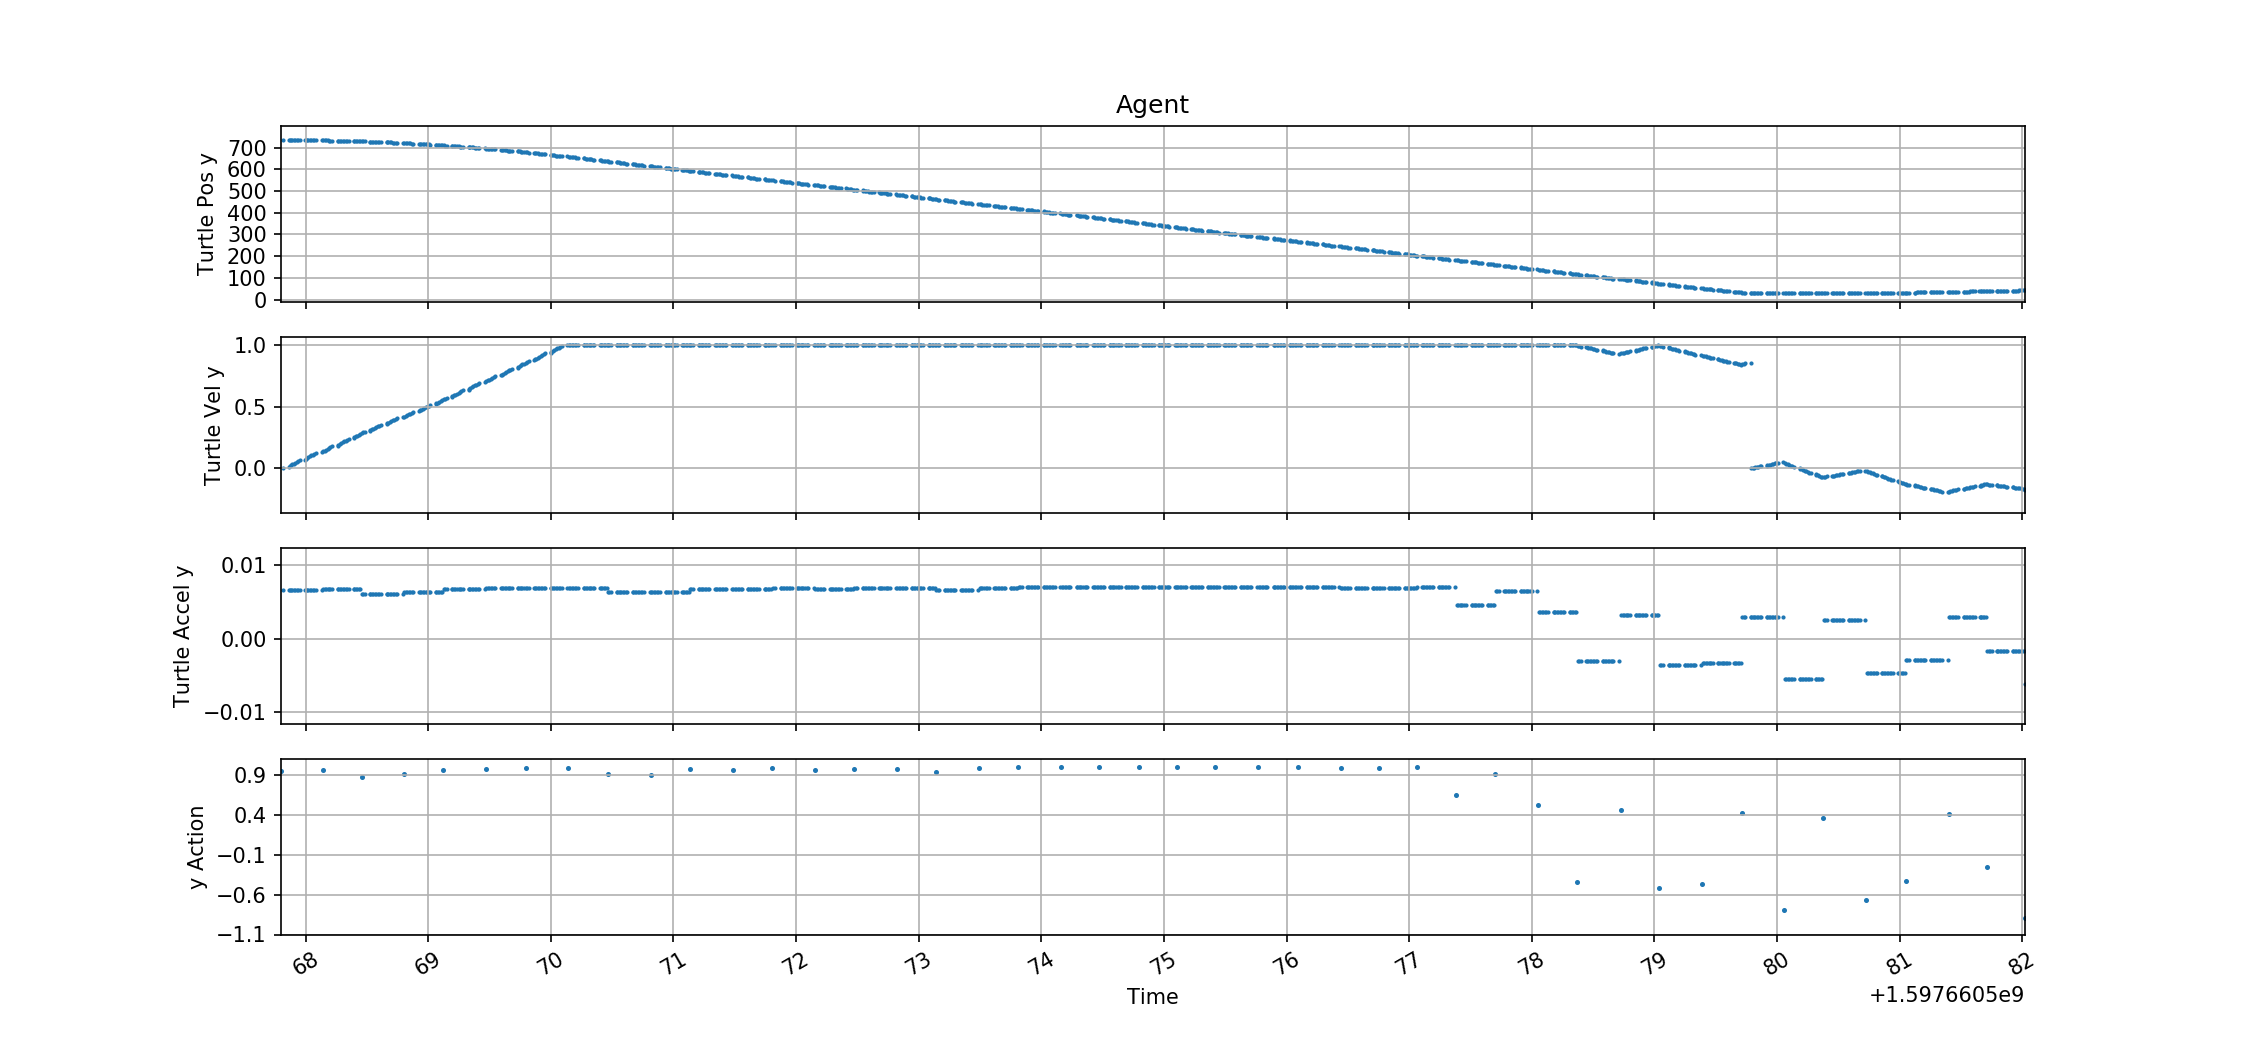 Agent
Turtle Pos y
700
600
500
400
300
200
100
0
Turtle Vel y
1.0
0.5
0.0
Turtle Accel y
0.01
0.00
−0.01
y Action
0.9
0.4
−0.1
−0.6
−1.1
68 69 70 71 72 73 74 75 76 77 78 79 80 81 82
Time
+1.5976605e9